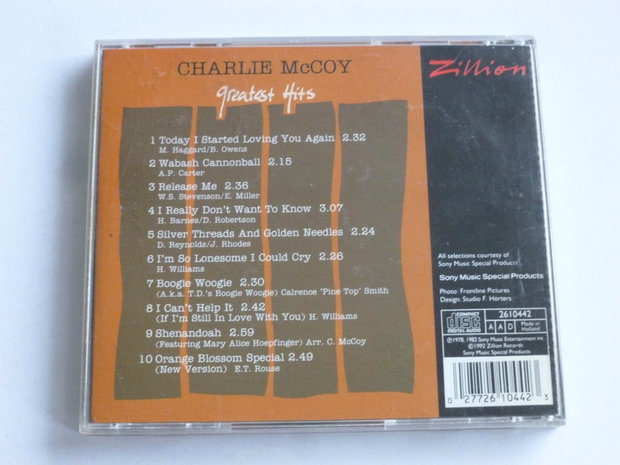 CHARLIE McCOY
greatest Hits
1 Today I Started Loving You Again 2.32
M. Haggard/B. Owens
2 Wabash Cannonball 2.15
A.P. Carter
3 Release Me 2.36
W.S. Stevenson/E. Miller
4 I Really Don't Want To Know 3.07
H. Barnes/D. Robertson
5 Silver Threads And Golden Needles 2.24
D. Reynolds/J. Rhodes
6 I'm So Lonesome I Could Cry 2.26
H. Williams
7 Boogie Woogie 2.30
(A.k.a. T.D.'s Boogie Woogie) Calrence 'Pine Top' Smith
8 I Can't Help It 2.42
(If I'm Still In Love With You) H. Williams
9 Shenandoah 2.59
(Featuring Mary Alice Hoepfinger) Arr. C. McCoy
10 Orange Blossom Special 2.49
(New Version) E.T. Rouse
Zillion
All selections courtesy of
Sony Music Special Products
Sony Music Special Products
Photo: Frontline Pictures
Design: Studio F. Horters
COMPACT
disc
DIGITAL AUDIO
2610442
A A D
Made in
Holland
℗1978, 1982 Sony Music Entertainment Inc
©1992 Zillion Records
Sony Music Special Products
0 27726 10442 3